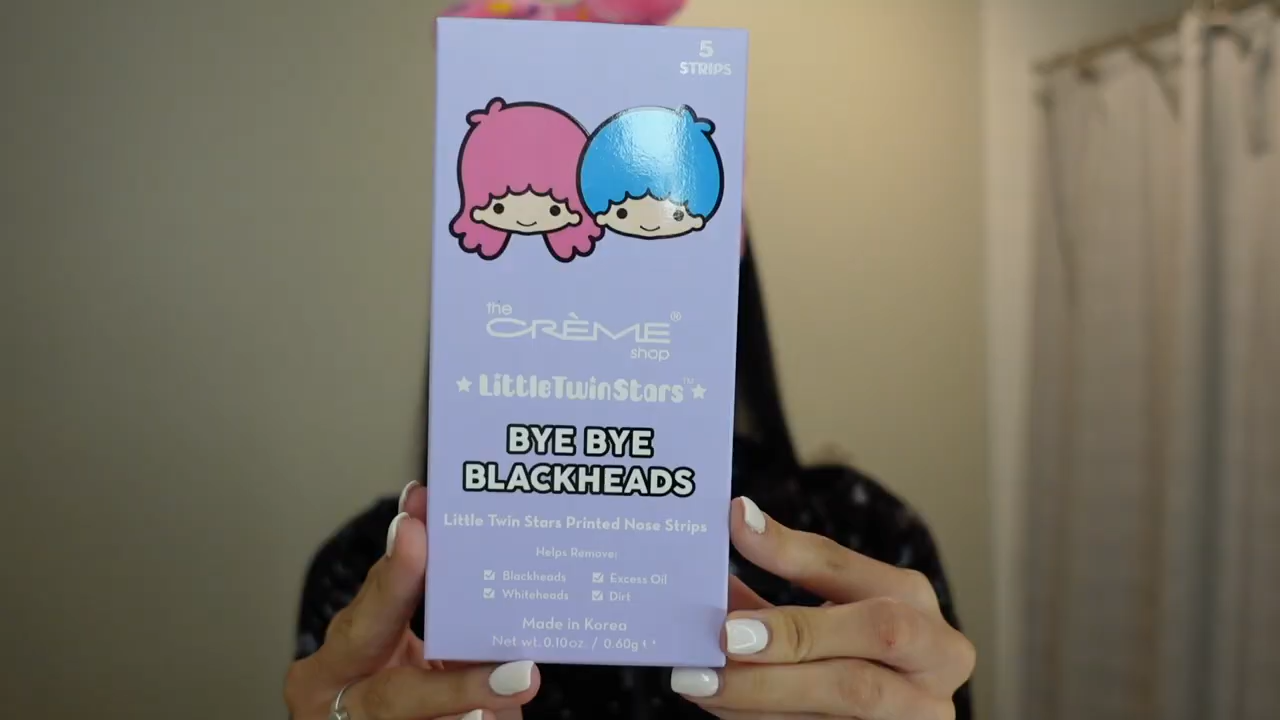 5
STRIPS
the
CRÈME®
shop
★ LittleTwinStars™ ★
BYE BYE
BLACKHEADS
Little Twin Stars Printed Nose Strips
Helps Remove:
☑ Blackheads ☑ Excess Oil
☑ Whiteheads ☑ Dirt
Made in Korea
Net wt. 0.10oz. / 0.60g